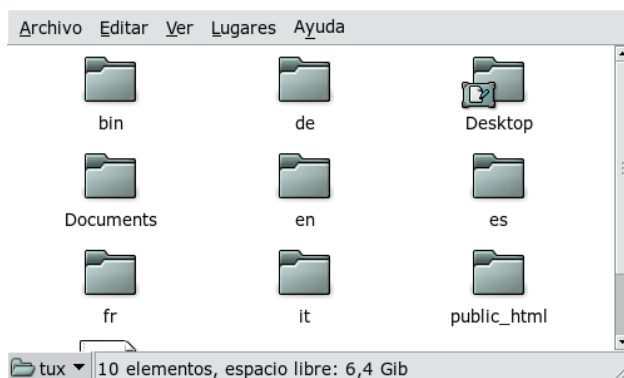 Archivo Editar Ver Lugares Ayuda
bin de Desktop
Documents en es
fr it public_html
tux 10 elementos, espacio libre: 6,4 Gib